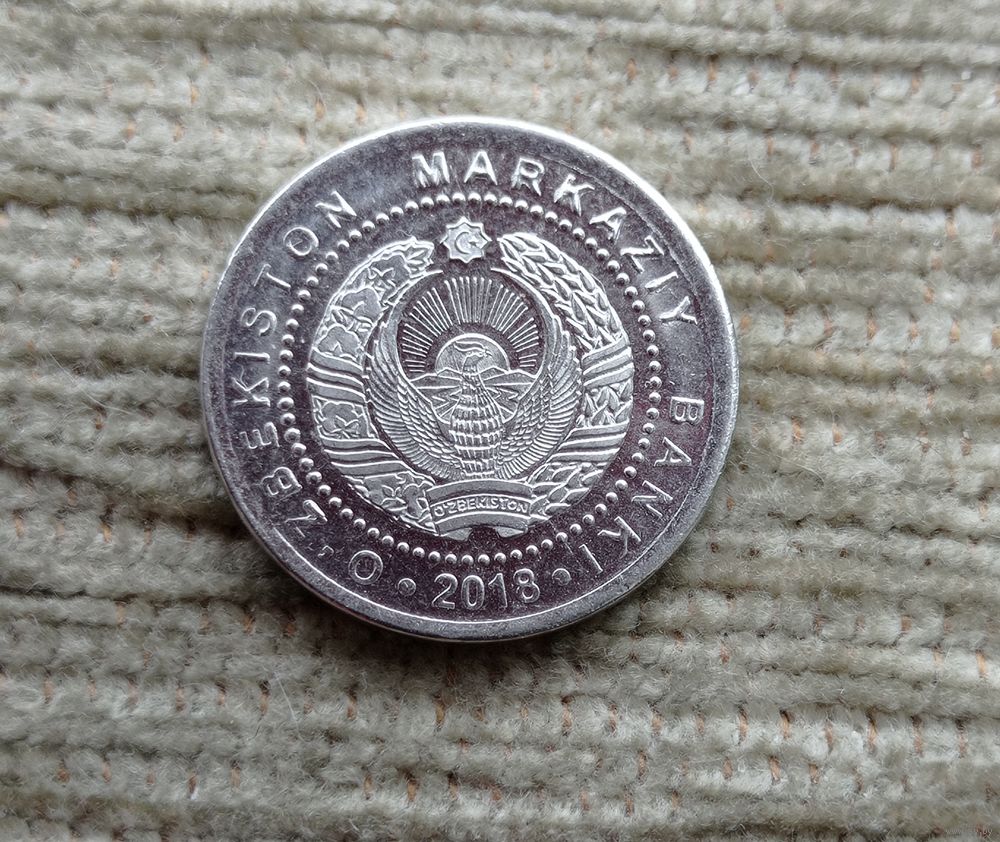 O'ZBEKISTON MARKAZIY BANKI
O'ZBEKISTON
• 2018 •